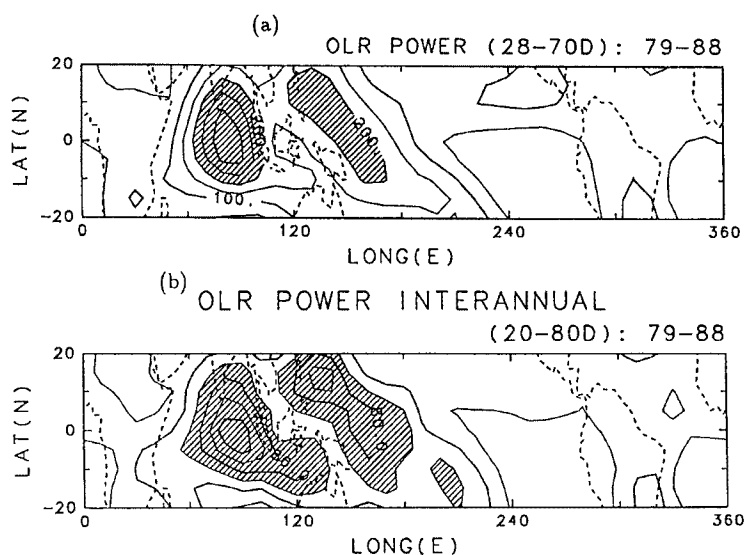 (a)
OLR POWER (28-70D): 79-88
20
0
-20
LAT(N)
200
100
0
120
240
360
LONG(E)
(b)
OLR POWER INTERANNUAL
(20-80D): 79-88
20
0
-20
LAT(N)
0
120
240
360
LONG(E)